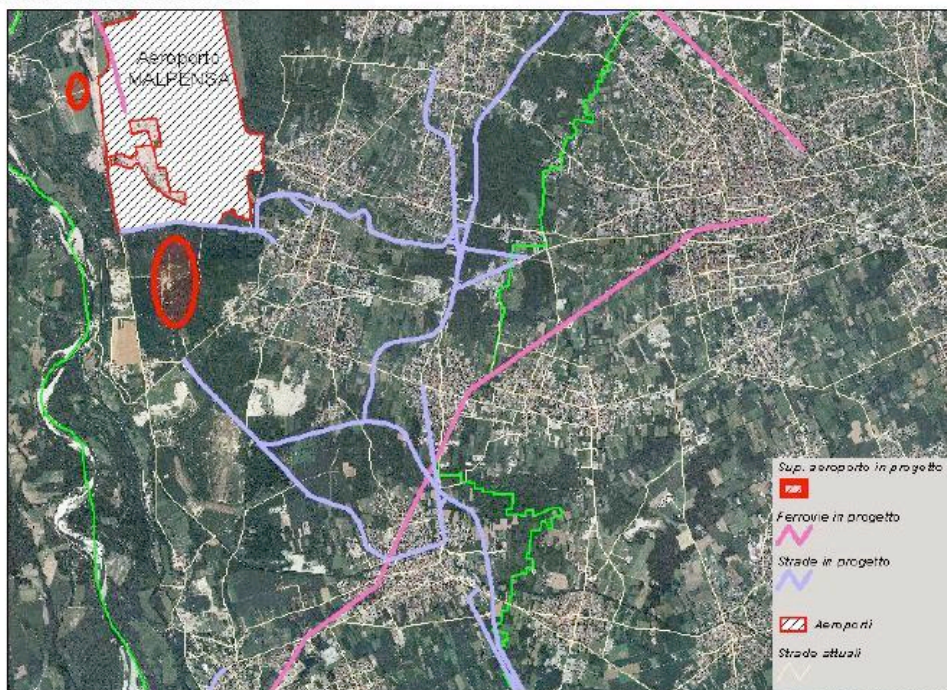 Aeroporto
MALPENSA
Sup. aeroporto in progetto
Ferrovie in progetto
Strade in progetto
Aeroporti
Strade attuali